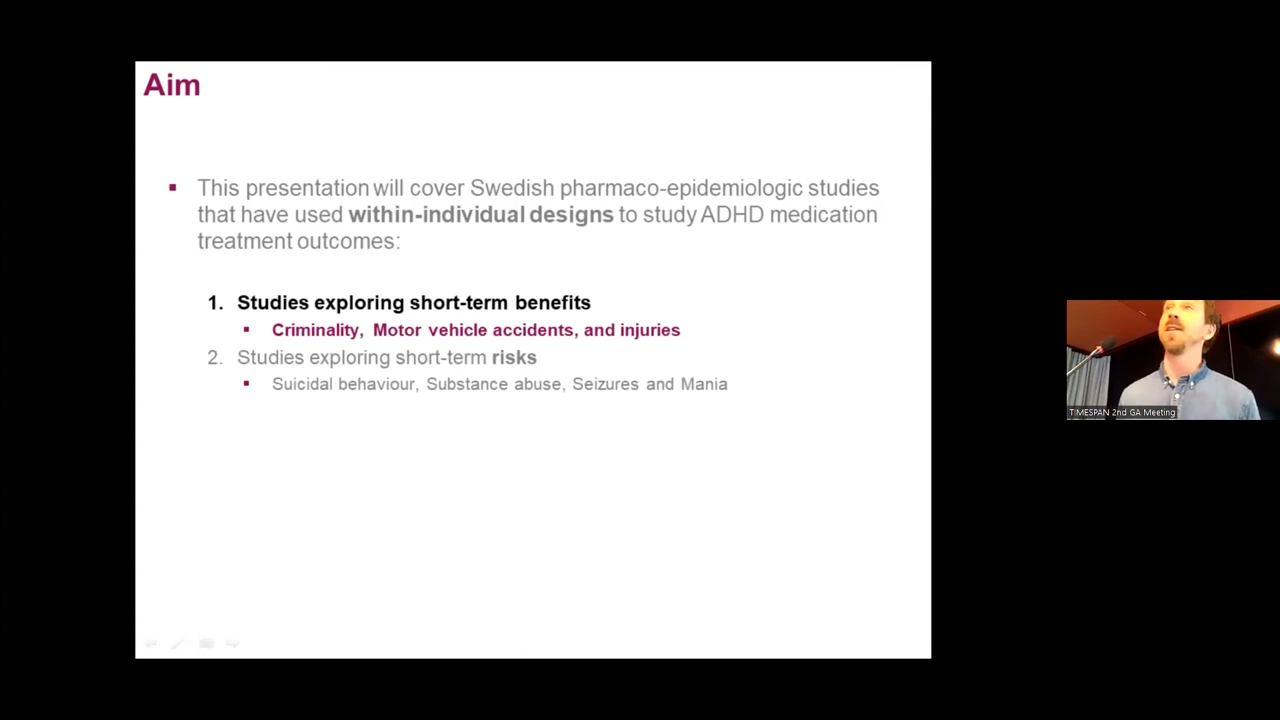 Aim
This presentation will cover Swedish pharmaco-epidemiologic studies
that have used within-individual designs to study ADHD medication
treatment outcomes:
1. Studies exploring short-term benefits
Criminality, Motor vehicle accidents, and injuries
2. Studies exploring short-term risks
Suicidal behaviour, Substance abuse, Seizures and Mania
TIMESPAN 2nd GA Meeting